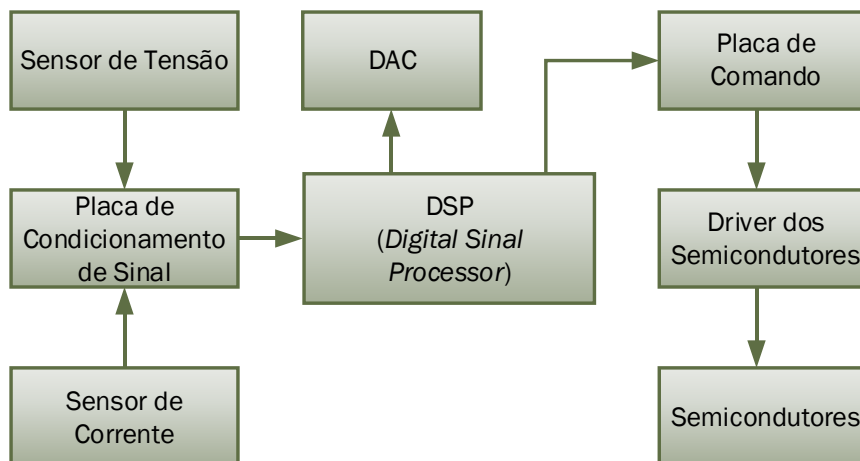 Sensor de Tensão
DAC
Placa de
Comando
Placa de
Condicionamento
de Sinal
DSP
(Digital Sinal
Processor)
Driver dos
Semicondutores
Sensor de
Corrente
Semicondutores